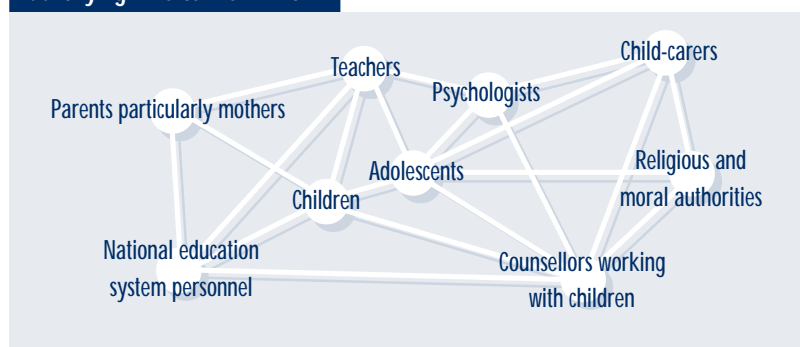 Teachers
Child-carers
Psychologists
Parents particularly mothers
Adolescents
Religious and
moral authorities
Children
National education
system personnel
Counsellors working
with children